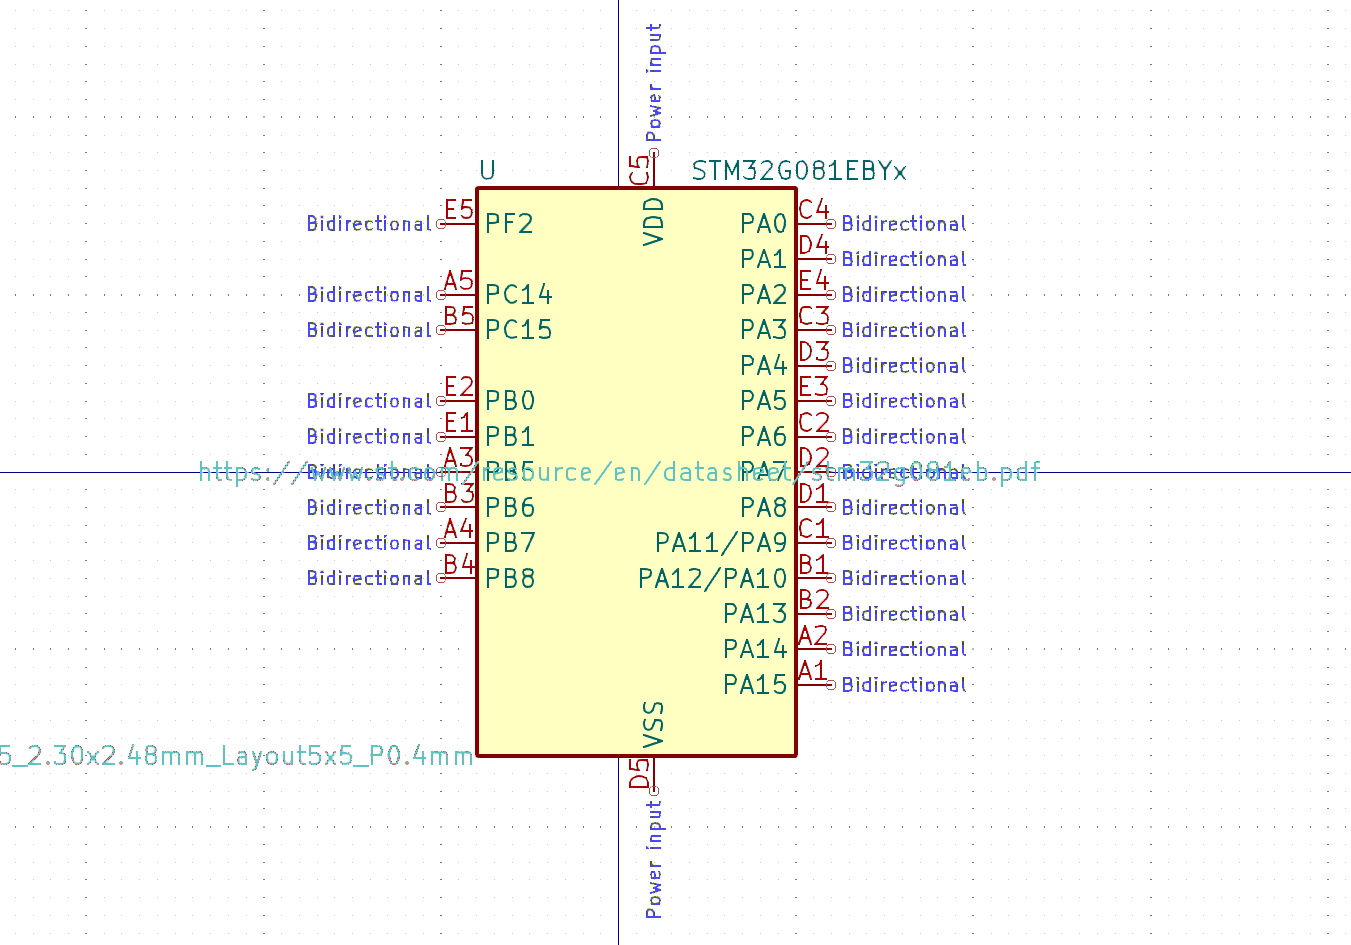 Power input
C5
U STM32G081EBYx
VDD
Bidirectional E5 PF2 PA0 C4 Bidirectional
PA1 D4 Bidirectional
Bidirectional A5 PC14 PA2 E4 Bidirectional
Bidirectional B5 PC15 PA3 C3 Bidirectional
PA4 D3 Bidirectional
Bidirectional E2 PB0 PA5 E3 Bidirectional
Bidirectional E1 PB1 PA6 C2 Bidirectional
Bidirectional A3 PB5 PA7 D2 Bidirectional
https://www.st.com/resource/en/datasheet/stm32g081eb.pdf
Bidirectional B3 PB6 PA8 D1 Bidirectional
Bidirectional A4 PB7 PA11/PA9 C1 Bidirectional
Bidirectional B4 PB8 PA12/PA10 B1 Bidirectional
PA13 B2 Bidirectional
PA14 A2 Bidirectional
PA15 A1 Bidirectional
VSS
5_2.30x2.48mm_Layout5x5_P0.4mm
D5
Power input